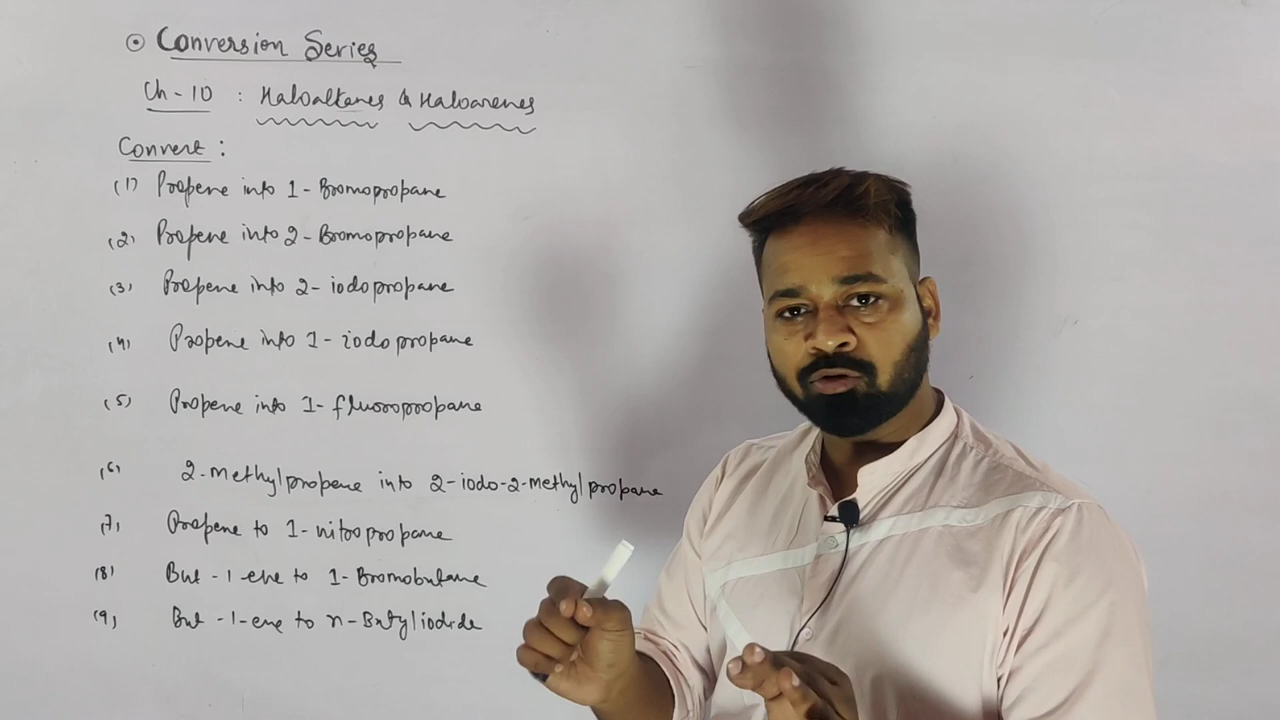 ⊙ Conversion Series
Ch - 10 : Haloalkanes & Haloarenes
Convert :
(1) Propene into 1-Bromopropane
(2) Propene into 2-Bromopropane
(3) Propene into 2-iodopropane
(4) Propene into 1-iodopropane
(5) Propene into 1-fluoropropane
(6) 2-Methylpropene into 2-iodo-2-Methylpropane
(7) Propene to 1-nitropropane
(8) But-1-ene to 1-Bromobutane
(9) But-1-ene to n-Butyliodide